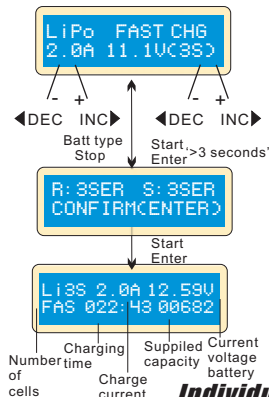 LiPo FAST CHG
2.0A 11.1V(3S)
- + - +
◀DEC INC▶ ◀DEC INC▶
Batt type
Stop
Start
Enter
'>3 seconds'
R:3SER S:3SER
CONFIRM(ENTER)
Start
Enter
Li3S 2.0A 12.59V
FAS 022:43 00682
Number
of
cells
Charging
time
Charge
current
Suppiled
capacity
Current
voltage
battery
Individu